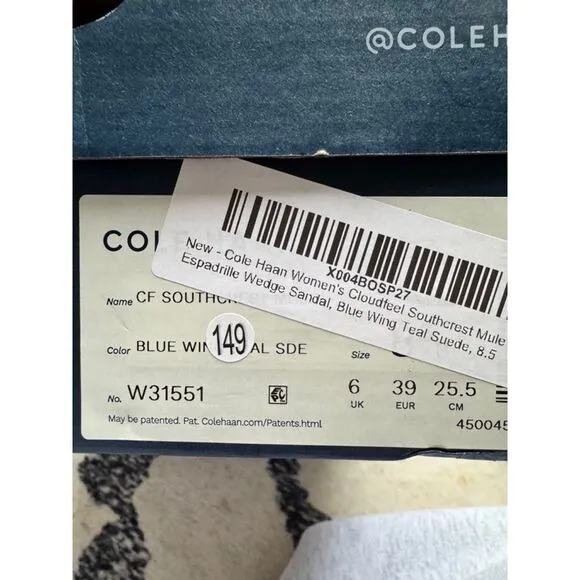 @COLEH
COL
X004BOSP27
New - Cole Haan Women's Cloudfeel Southcrest Mule
Espadrille Wedge Sandal, Blue Wing Teal Suede, 8.5
Name CF SOUTHC
149
Color BLUE WIN AL SDE
Size
No. W31551
6 39 25.5
UK EUR CM
May be patented. Pat. Colehaan.com/Patents.html
450045